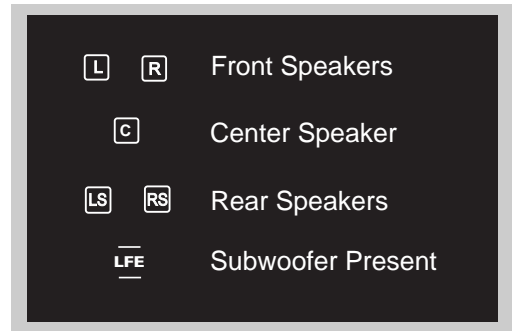 L R Front Speakers
C Center Speaker
LS RS Rear Speakers
LFE Subwoofer Present